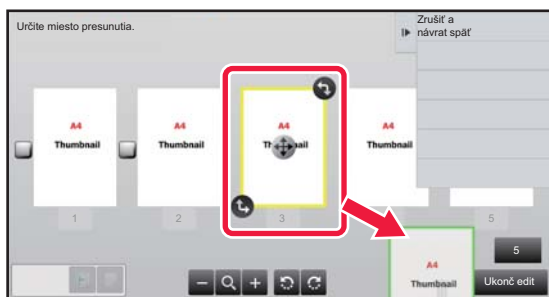 Určite miesto presunutia.
Zrušiť a
návrat späť
A4
Thumbnail
A4
Thumbnail
A4
Thumbnail
Thumbnail
1
2
3
5
A4
Thumbnail
5
Ukonč edit